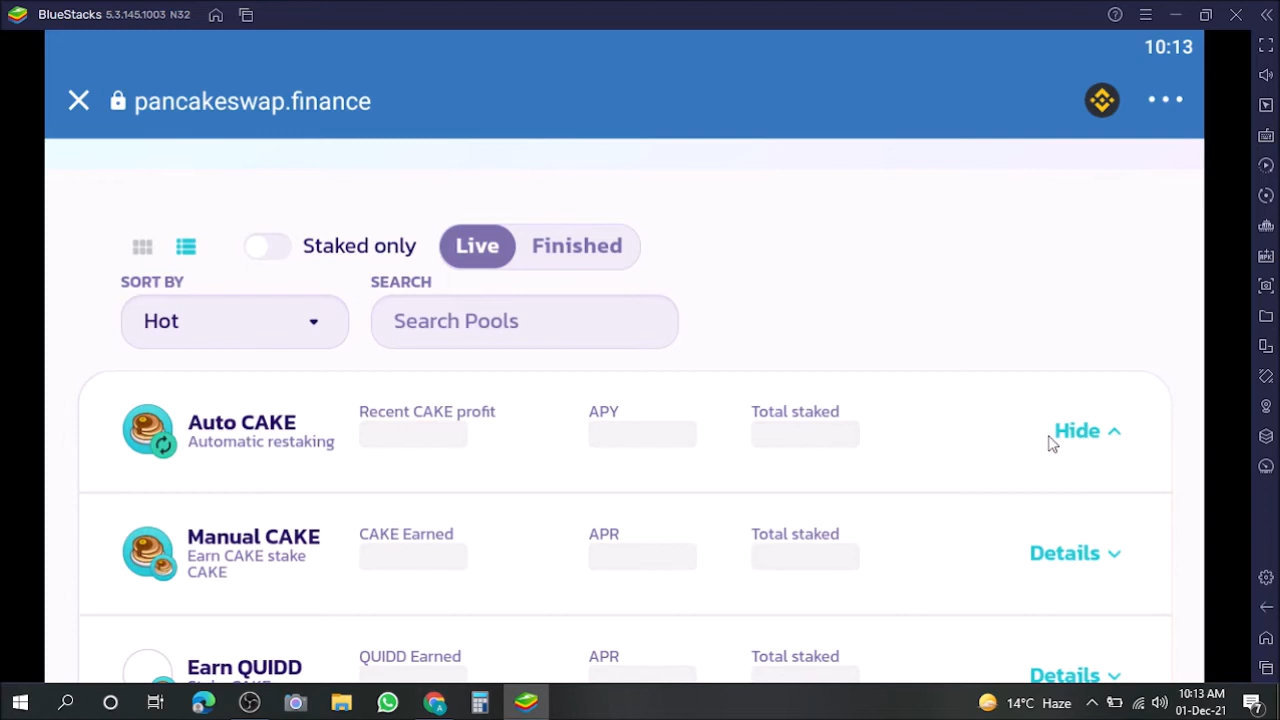 BlueStacks 5.3.145.1003 N32
10:13
pancakeswap.finance
Staked only
Live
Finished
SORT BY
SEARCH
Hot
Search Pools
Auto CAKE
Automatic restaking
Recent CAKE profit
APY
Total staked
Hide
Manual CAKE
Earn CAKE stake
CAKE
CAKE Earned
APR
Total staked
Details
Earn QUIDD
QUIDD Earned
APR
Total staked
Details
14°C Haze
10:13 AM
01-Dec-21
7